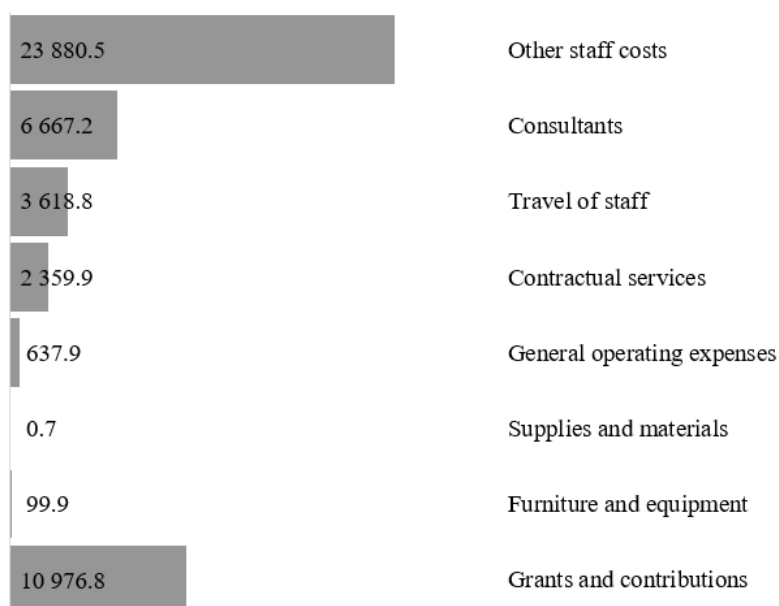 23 880.5 Other staff costs
6 667.2 Consultants
3 618.8 Travel of staff
2 359.9 Contractual services
637.9 General operating expenses
0.7 Supplies and materials
99.9 Furniture and equipment
10 976.8 Grants and contributions